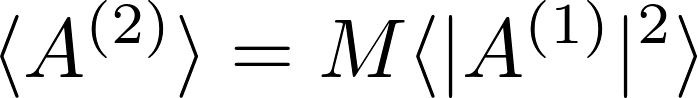 ⟨A⁽²⁾⟩ = M⟨|A⁽¹⁾|²⟩